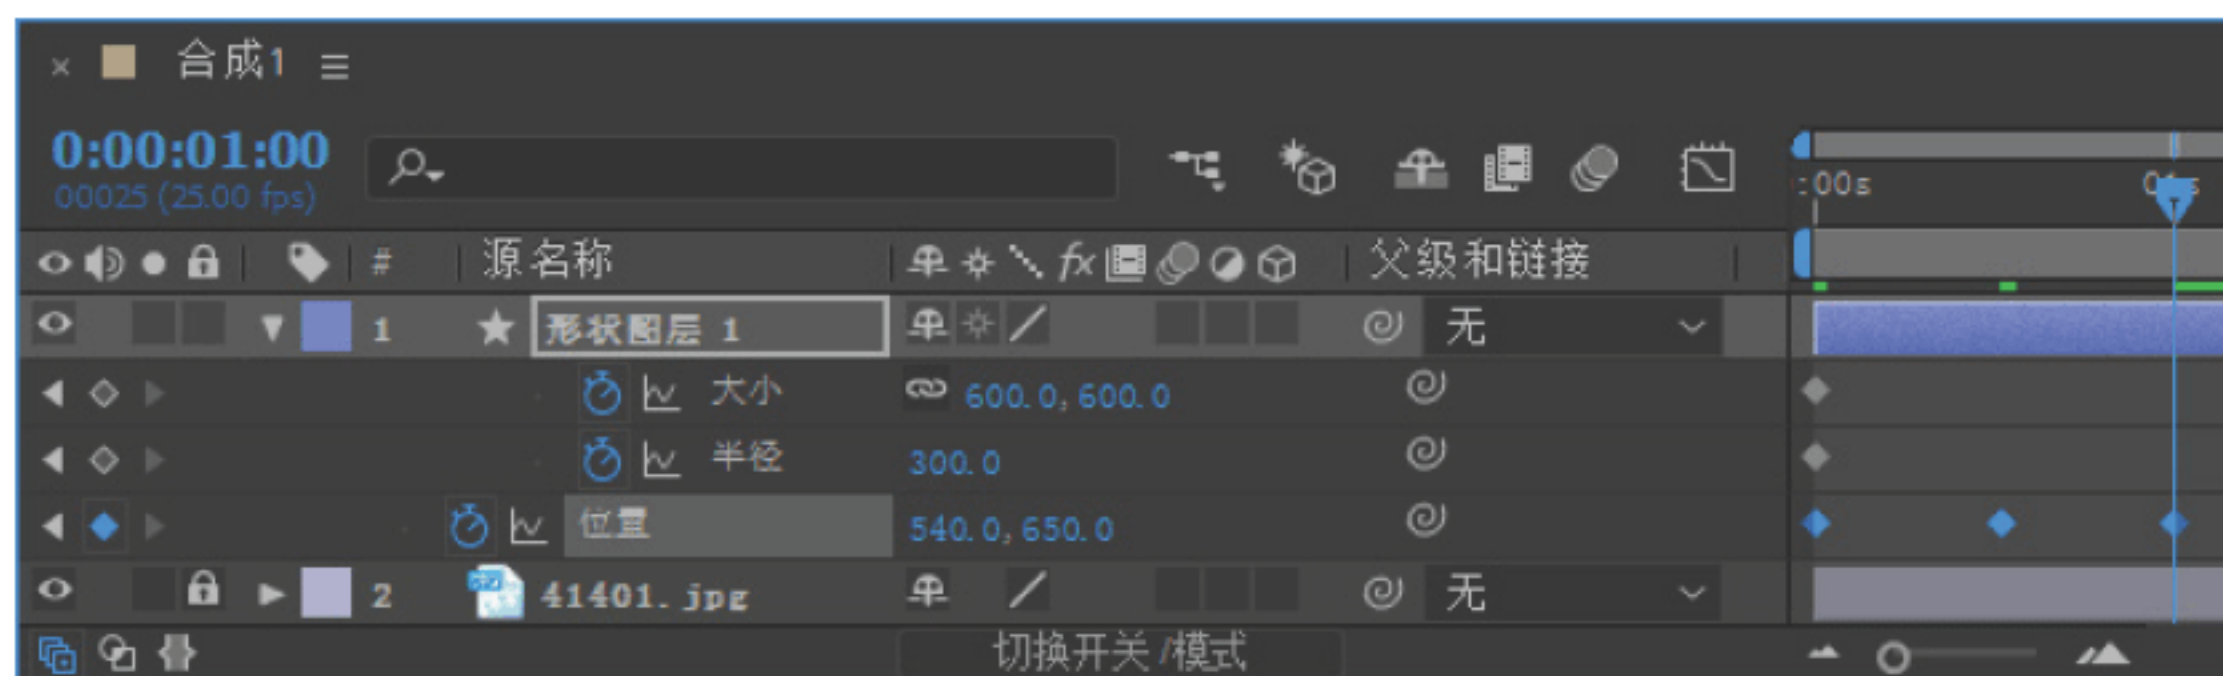 合成1
0:00:01:00
00025 (25.00 fps)
:00s
# 源名称 fx 父级和链接
1 形状图层 1 无
大小 600.0,600.0
半径 300.0
位置 540.0,650.0
2 41401.jpg 无
切换开关/模式